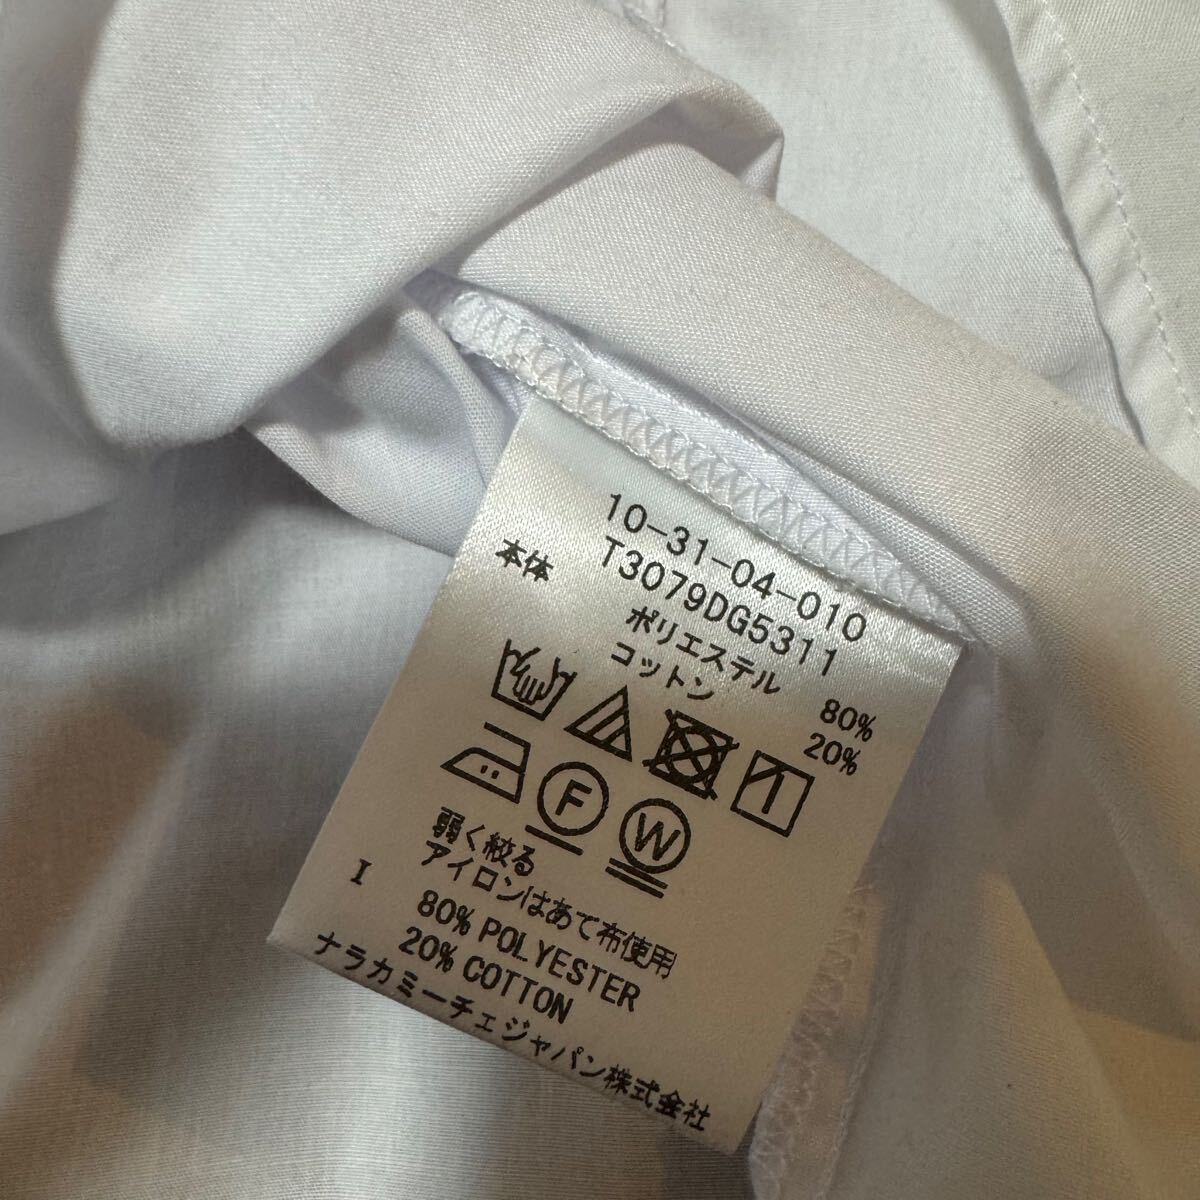 10-31-04-010
T3079DG5311
本体
ポリエステル 80%
コットン 20%
F W
弱く絞る
アイロンはあて布使用
I
80% POLYESTER
20% COTTON
ナラカミーチェジャパン株式会社